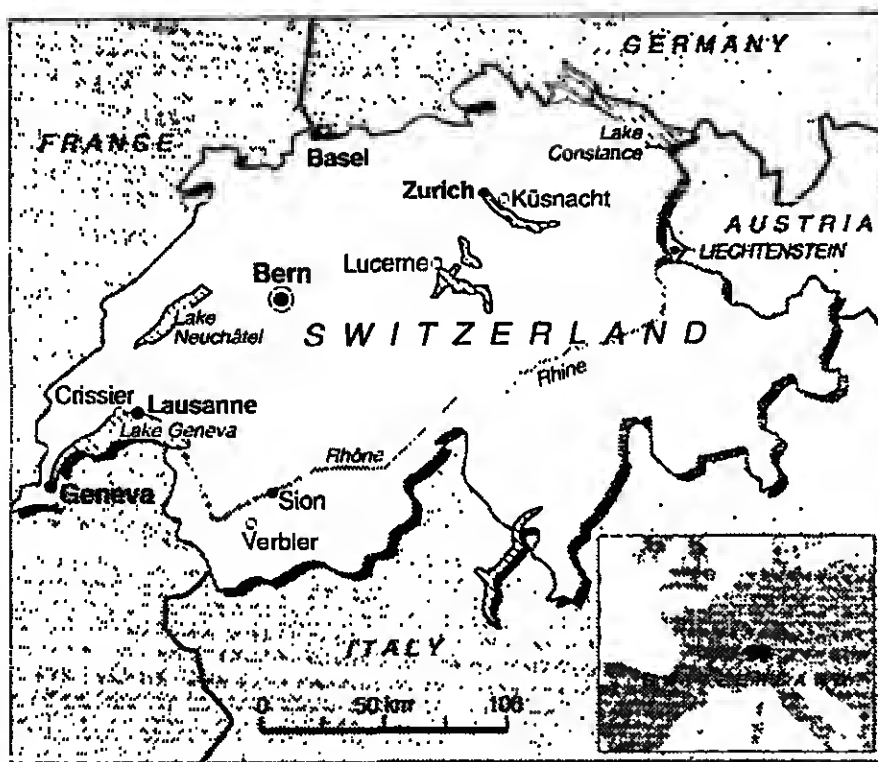 GERMANY
FRANCE
Basel
Lake
Constance
Zurich
Küsnacht
AUSTRIA
LIECHTENSTEIN
Lucerne
Bern
Lake
Neuchâtel
SWITZERLAND
Rhine
Crissier
Lausanne
Lake Geneva
Rhône
Geneva
Sion
Verbier
ITALY
0 50 km 100